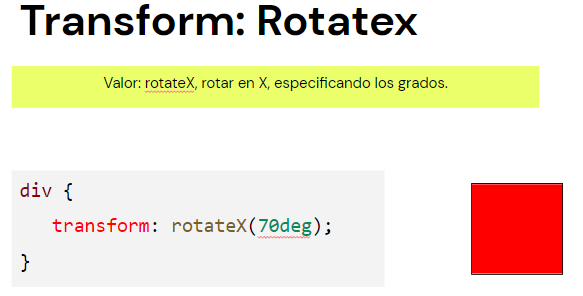 Transform: Rotatex
Valor: rotateX, rotar en X, especificando los grados.
div {
transform: rotateX(70deg);
}